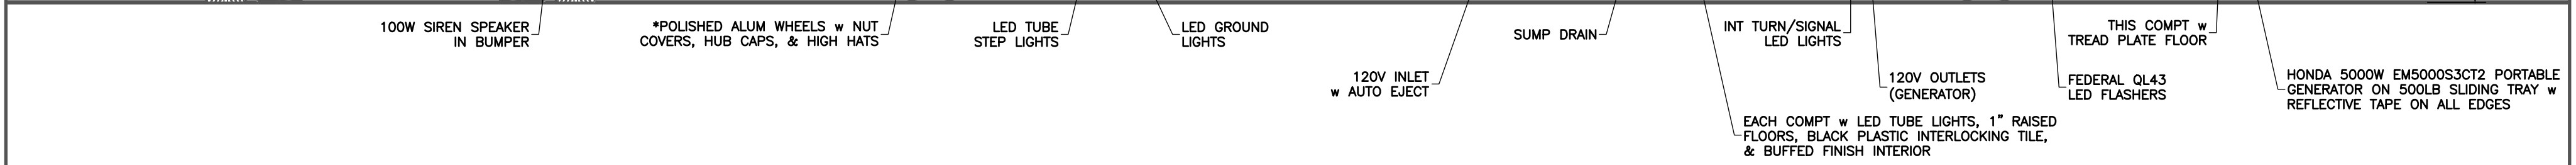 100W SIREN SPEAKER
IN BUMPER
*POLISHED ALUM WHEELS w NUT
COVERS, HUB CAPS, & HIGH HATS
LED TUBE
STEP LIGHTS
LED GROUND
LIGHTS
120V INLET
w AUTO EJECT
SUMP DRAIN
EACH COMPT w LED TUBE LIGHTS, 1" RAISED
FLOORS, BLACK PLASTIC INTERLOCKING TILE,
& BUFFED FINISH INTERIOR
INT TURN/SIGNAL
LED LIGHTS
120V OUTLETS
(GENERATOR)
FEDERAL QL43
LED FLASHERS
THIS COMPT w
TREAD PLATE FLOOR
HONDA 5000W EM5000S3CT2 PORTABLE
GENERATOR ON 500LB SLIDING TRAY w
REFLECTIVE TAPE ON ALL EDGES